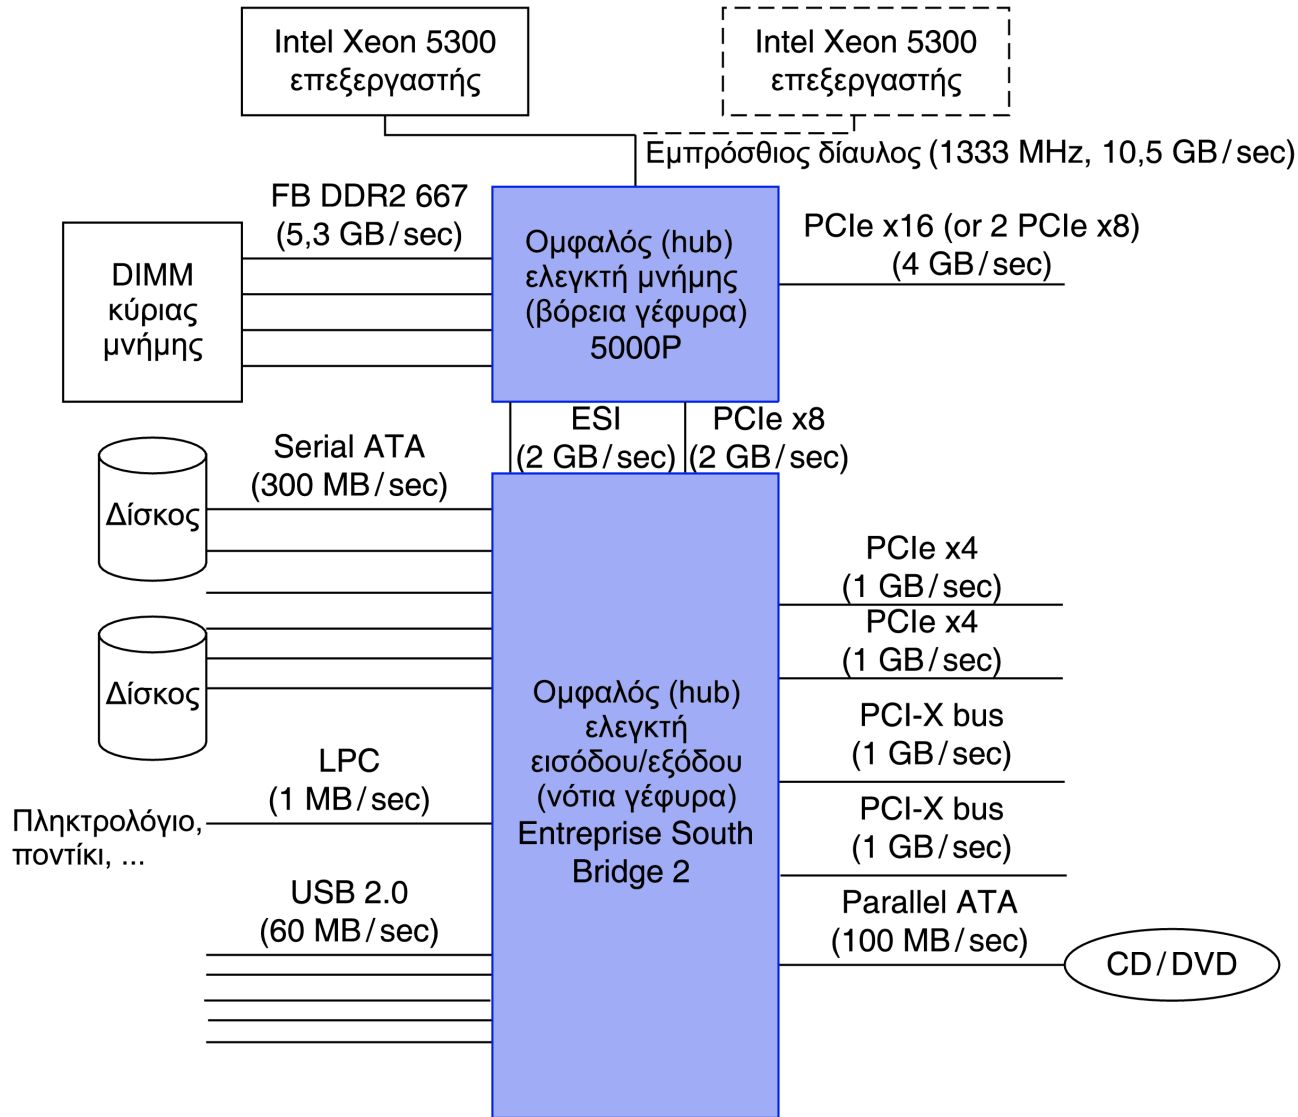 Intel Xeon 5300
επεξεργαστής
Intel Xeon 5300
επεξεργαστής
Εμπρόσθιος δίαυλος (1333 MHz, 10,5 GB/sec)
FB DDR2 667
(5,3 GB/sec)
DIMM
κύριας
μνήμης
Ομφαλός (hub)
ελεγκτή μνήμης
(βόρεια γέφυρα)
5000P
PCIe x16 (or 2 PCIe x8)
(4 GB/sec)
ESI
(2 GB/sec)
PCIe x8
(2 GB/sec)
Serial ATA
(300 MB/sec)
Δίσκος
Δίσκος
LPC
(1 MB/sec)
Πληκτρολόγιο,
ποντίκι, ...
USB 2.0
(60 MB/sec)
Ομφαλός (hub)
ελεγκτή
εισόδου/εξόδου
(νότια γέφυρα)
Entreprise South
Bridge 2
PCIe x4
(1 GB/sec)
PCIe x4
(1 GB/sec)
PCI-X bus
(1 GB/sec)
PCI-X bus
(1 GB/sec)
Parallel ATA
(100 MB/sec)
CD/DVD